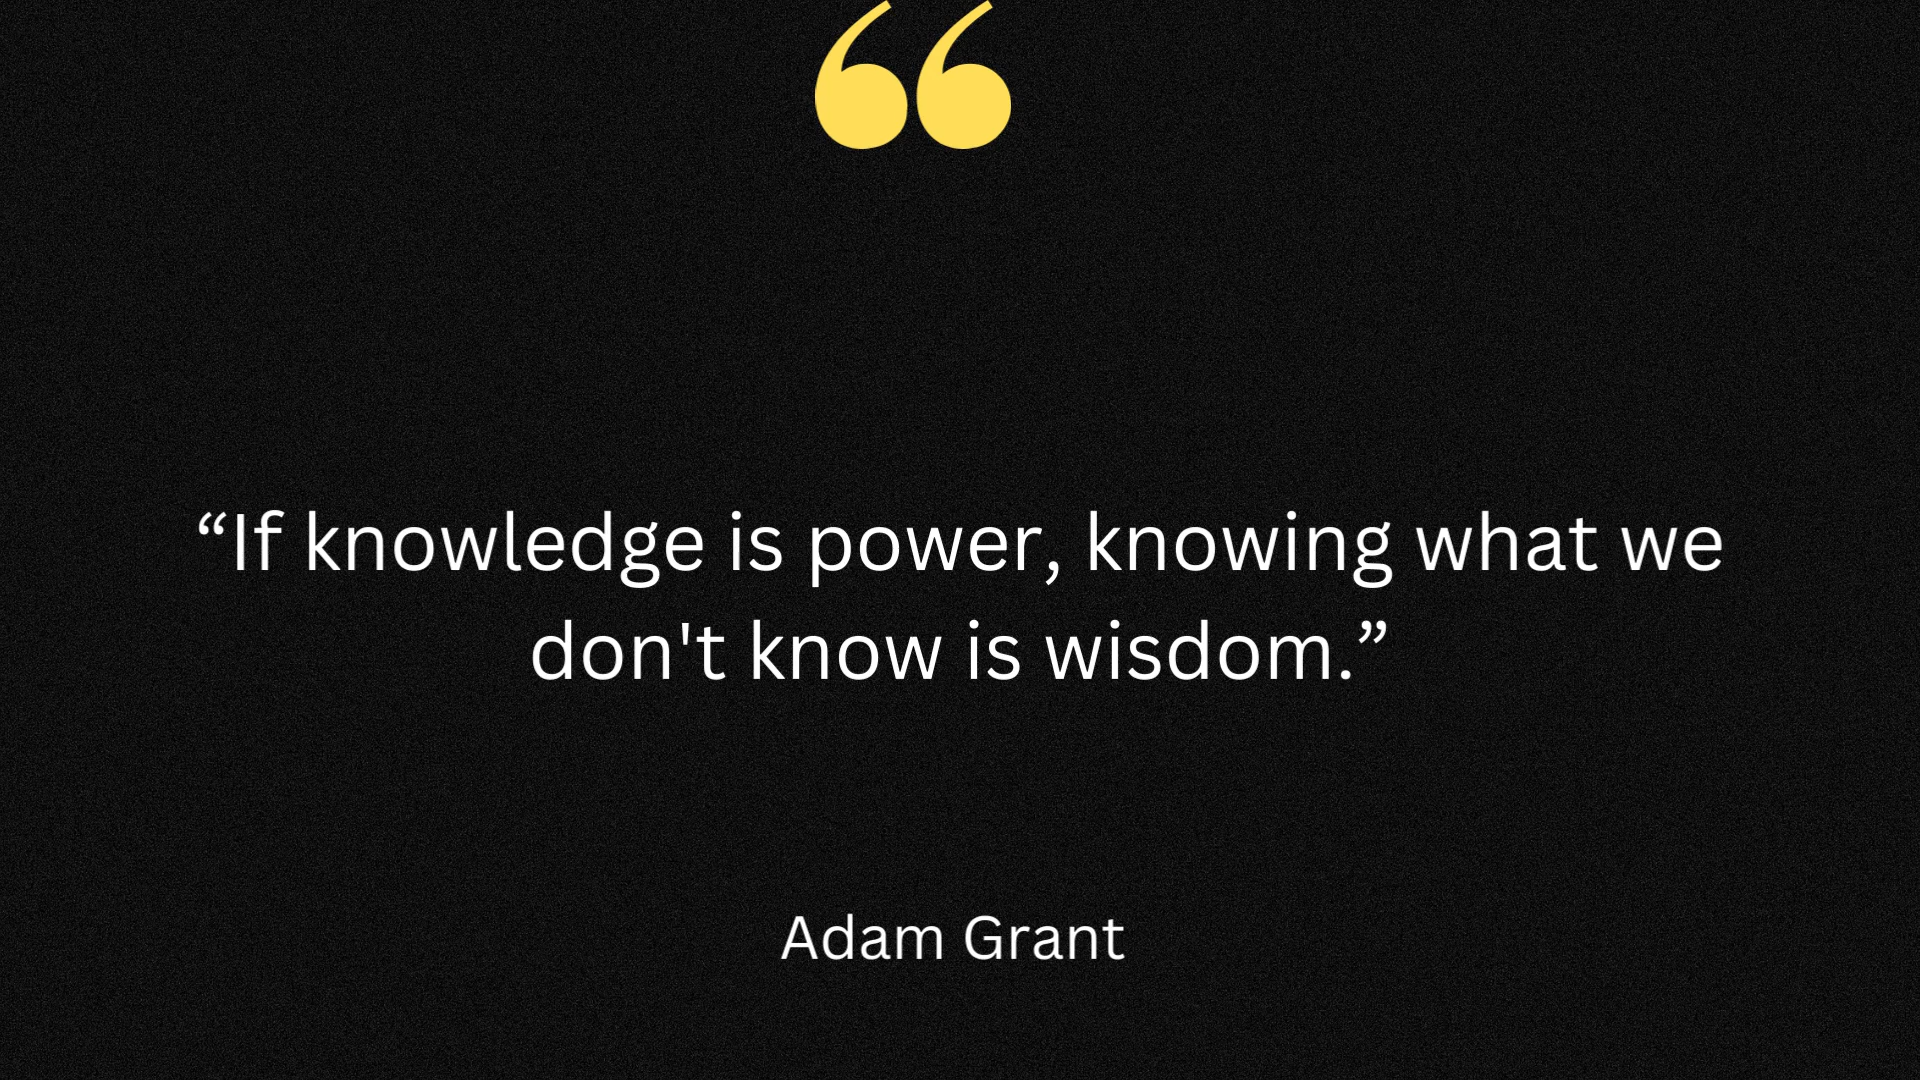 “If knowledge is power, knowing what we
don't know is wisdom.”
Adam Grant